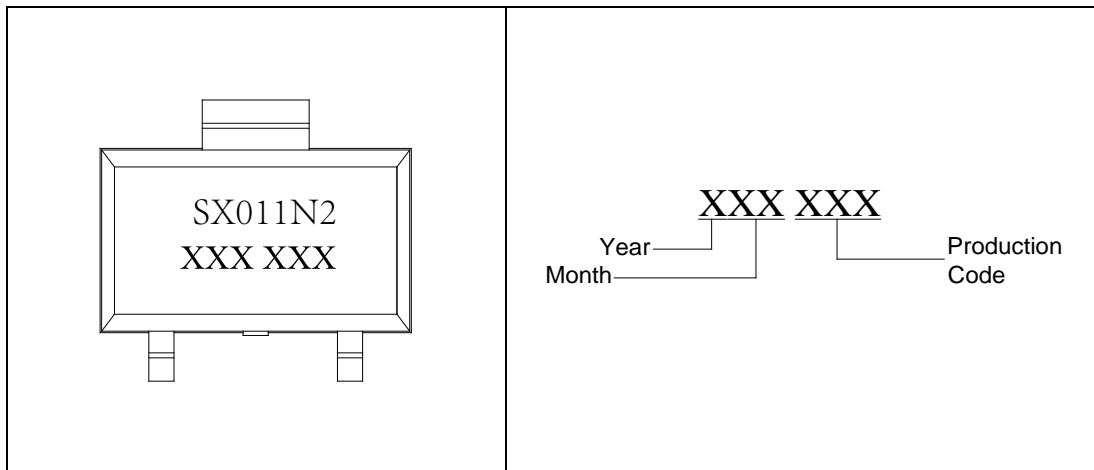 SX011N2
XXX XXX
XXX XXX
Year
Month
Production
Code